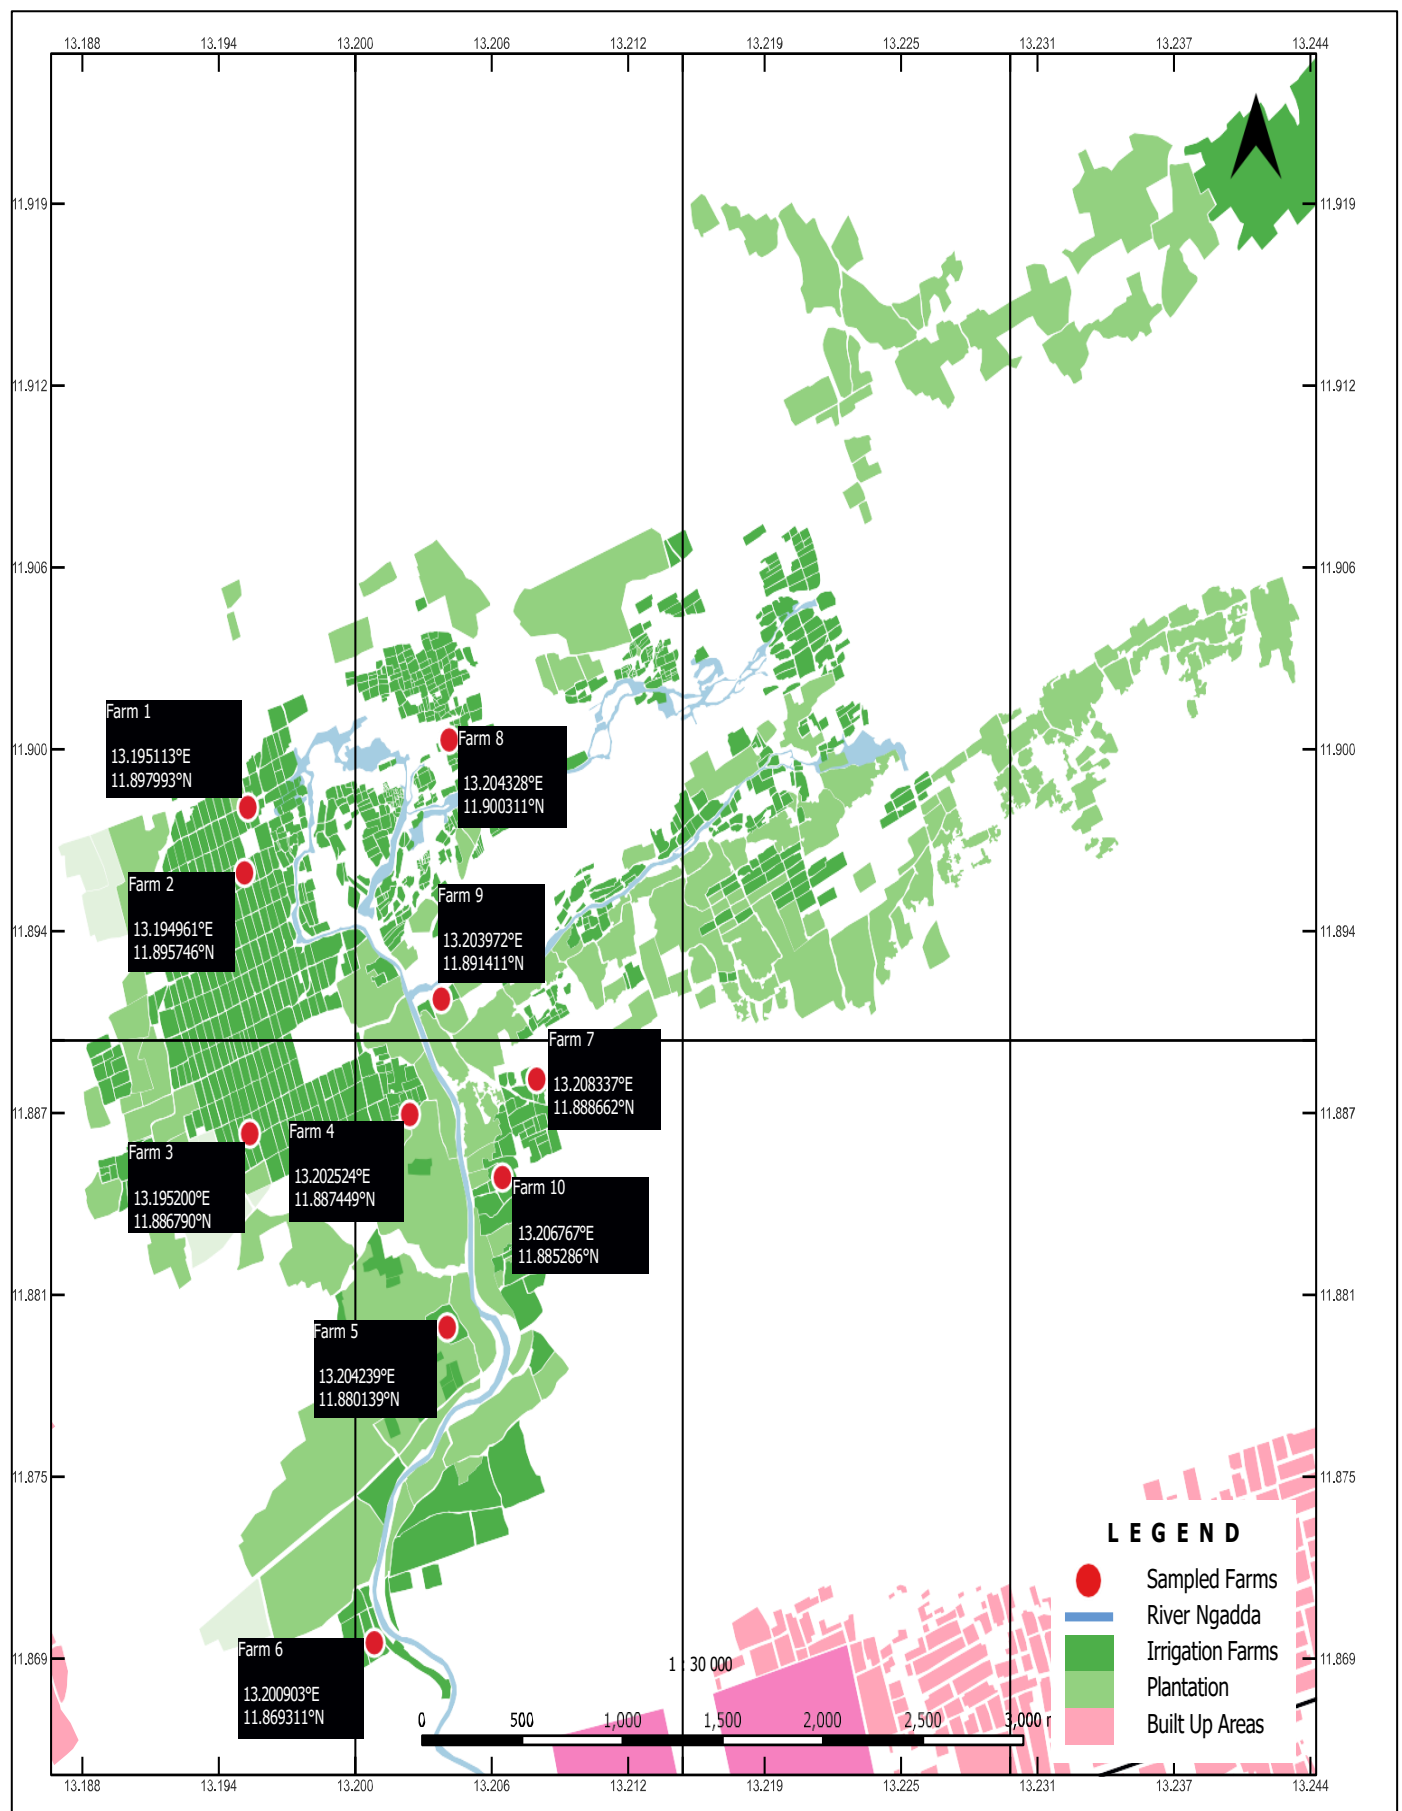 13.188 13.194 13.200 13.206 13.212 13.219 13.225 13.231 13.237 13.244
11.919 11.919
11.912 11.912
11.906 11.906
Farm 1
13.195113°E
11.897993°N
Farm 8
13.204328°E
11.900311°N
11.900 11.900
Farm 2
13.194961°E
11.895746°N
Farm 9
13.203972°E
11.891411°N
11.894 11.894
Farm 7
13.208337°E
11.888662°N
11.887 11.887
Farm 4
13.202524°E
11.887449°N
Farm 3
13.195200°E
11.886790°N
Farm 10
13.206767°E
11.885286°N
11.881 11.881
Farm 5
13.204239°E
11.880139°N
11.875 11.875
LEGEND
Sampled Farms
River Ngadda
Irrigation Farms
Plantation
Built Up Areas
Farm 6
13.200903°E
11.869311°N
11.869 11.869
1 : 30 000
0 500 1,000 1,500 2,000 2,500 3,000 r
13.188 13.194 13.200 13.206 13.212 13.219 13.225 13.231 13.237 13.244